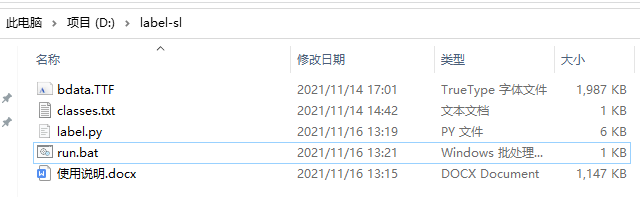 此电脑 > 项目 (D:) > label-sl
名称 修改日期 类型 大小
bdata.TTF 2021/11/14 17:01 TrueType 字体文件 1,987 KB
classes.txt 2021/11/14 14:42 文本文档 1 KB
label.py 2021/11/16 13:19 PY 文件 6 KB
run.bat 2021/11/16 13:21 Windows 批处理... 1 KB
使用说明.docx 2021/11/16 13:15 DOCX Document 1,147 KB